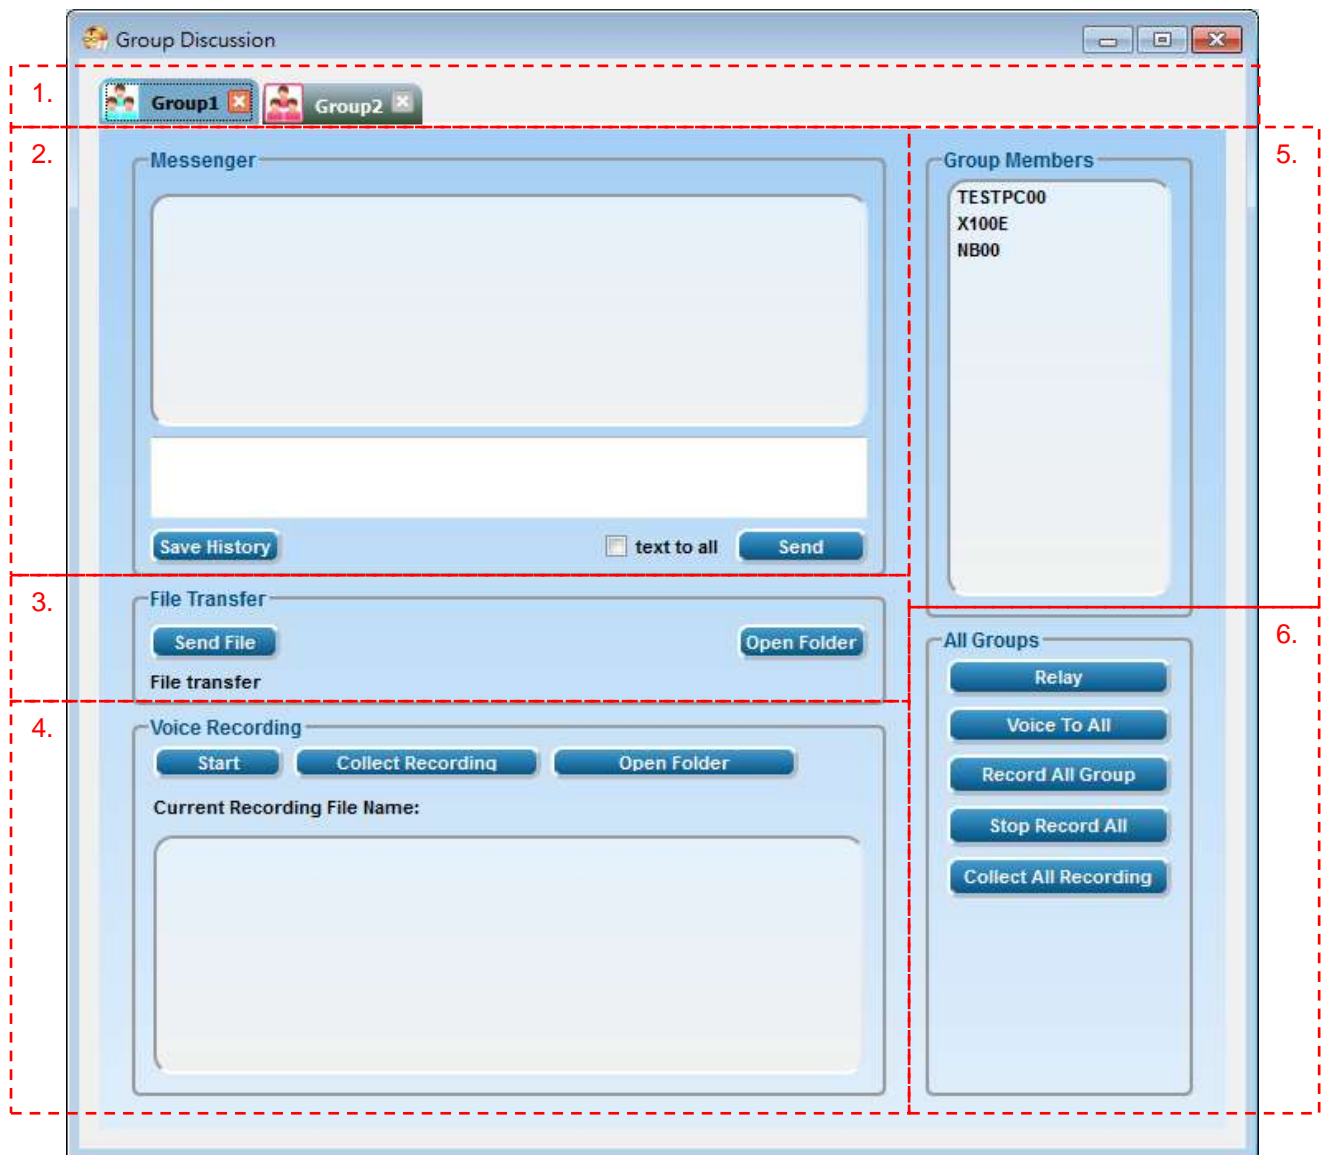 Group Discussion
1.
Group1
Group2
2.
Messenger
Save History
text to all
Send
3.
File Transfer
Send File
Open Folder
File transfer
4.
Voice Recording
Start
Collect Recording
Open Folder
Current Recording File Name:
5.
Group Members
TESTPC00
X100E
NB00
6.
All Groups
Relay
Voice To All
Record All Group
Stop Record All
Collect All Recording